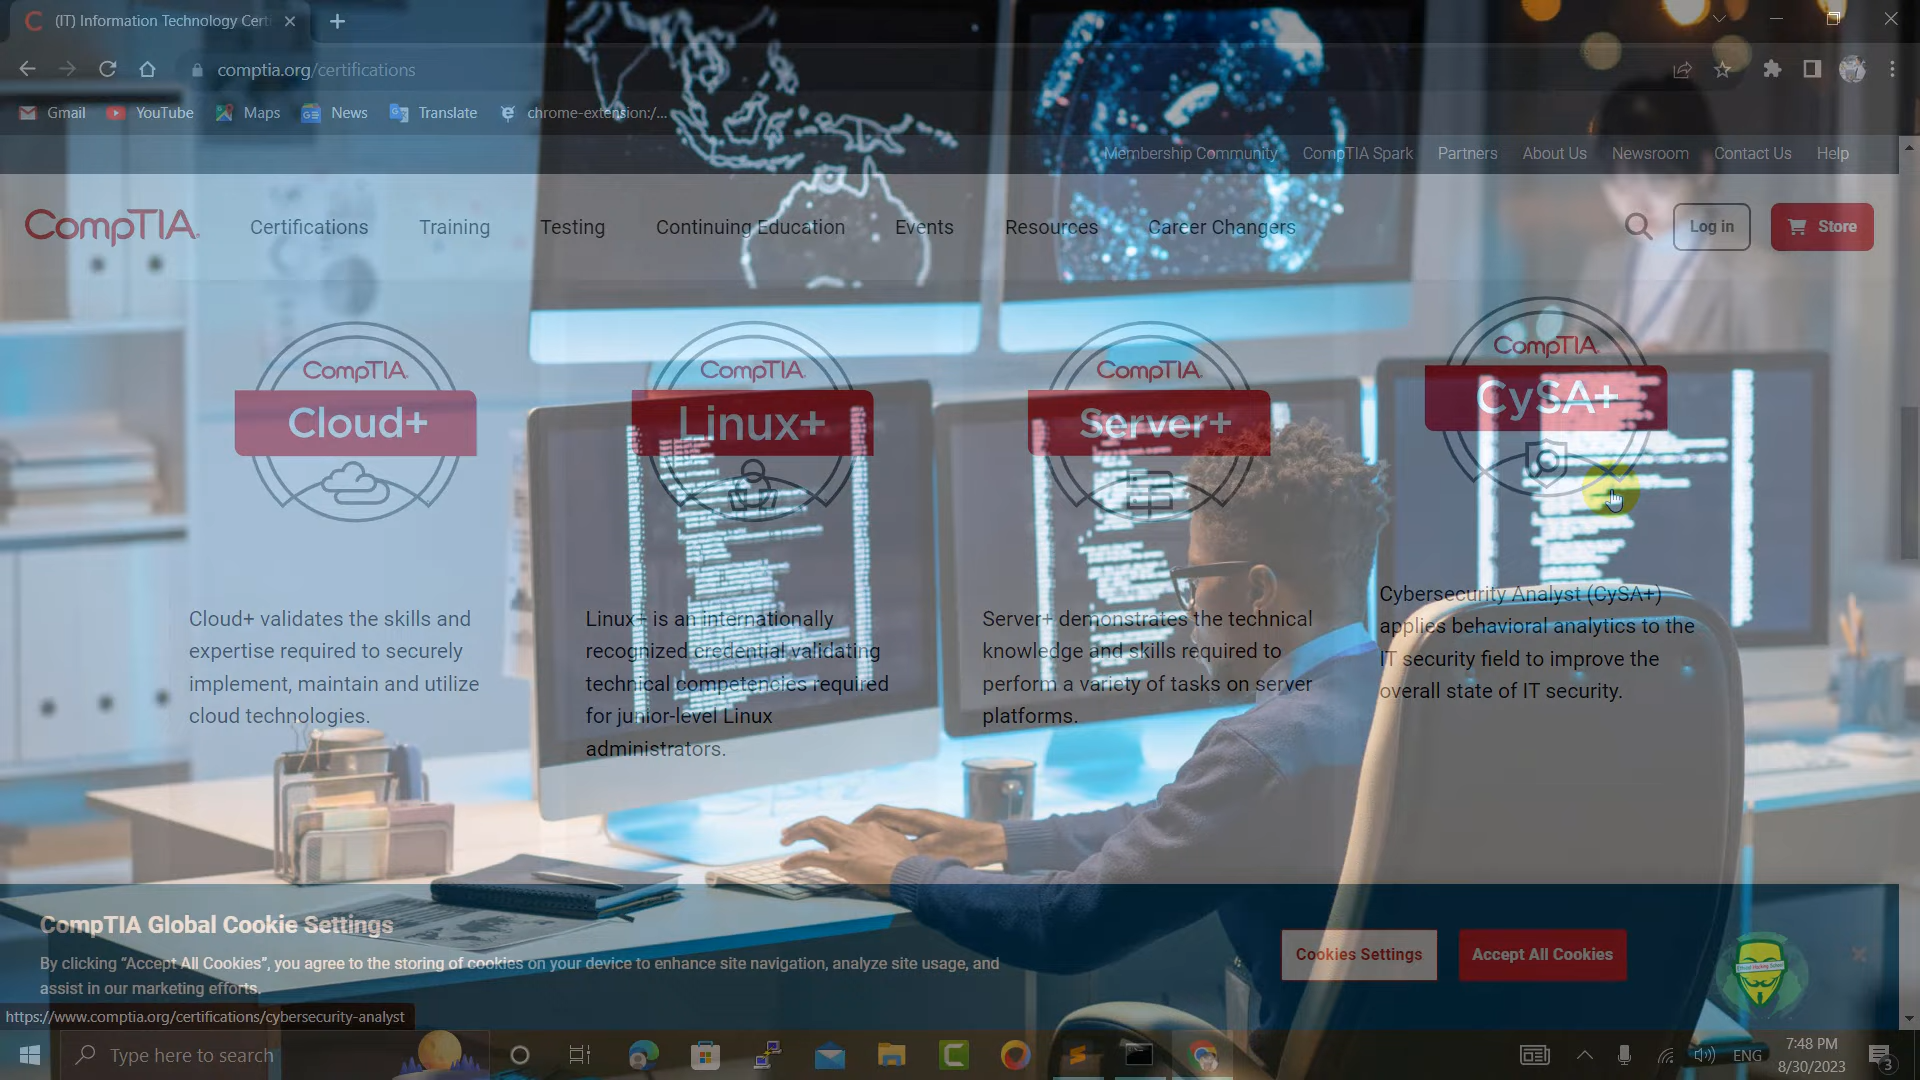 (IT) Information Technology Certi
comptia.org/certifications
Gmail
YouTube
Maps
News
Translate
chrome-extension:/...
Membership Community
CompTIA Spark
Partners
About Us
Newsroom
Contact Us
Help
CompTIA.
Certifications
Training
Testing
Continuing Education
Events
Resources
Career Changers
Log in
Store
CompTIA.
Cloud+
CompTIA.
Linux+
CompTIA.
Server+
CompTIA.
CySA+
Cloud+ validates the skills and
expertise required to securely
implement, maintain and utilize
cloud technologies.
Linux+ is an internationally
recognized credential validating
technical competencies required
for junior-level Linux
administrators.
Server+ demonstrates the technical
knowledge and skills required to
perform a variety of tasks on server
platforms.
Cybersecurity Analyst (CySA+)
applies behavioral analytics to the
IT security field to improve the
overall state of IT security.
CompTIA Global Cookie Settings
By clicking “Accept All Cookies”, you agree to the storing of cookies on your device to enhance site navigation, analyze site usage, and
assist in our marketing efforts.
Cookies Settings
Accept All Cookies
https://www.comptia.org/certifications/cybersecurity-analyst
Type here to search
ENG
7:48 PM
8/30/2023
3